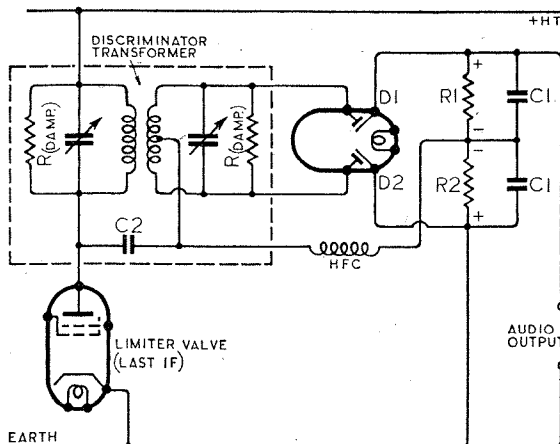 +HT
DISCRIMINATOR
TRANSFORMER
R(DAMP.)
R(DAMP.)
D1
D2
+
R1
-
-
R2
+
C1
C1
C2
HFC
LIMITER VALVE
(LAST IF)
AUDIO
OUTPUT
EARTH